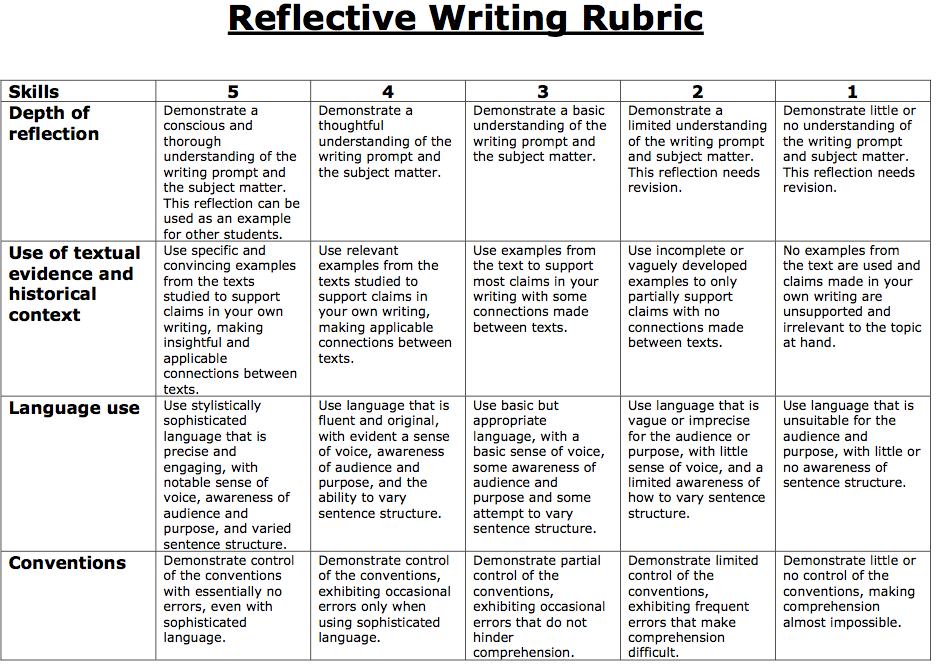 Reflective Writing Rubric
Skills
5
4
3
2
1
Depth of
reflection
Demonstrate a
conscious and
thorough
understanding of the
writing prompt and
the subject matter.
This reflection can be
used as an example
for other students.
Demonstrate a
thoughtful
understanding of the
writing prompt and
the subject matter.
Demonstrate a basic
understanding of the
writing prompt and
the subject matter.
Demonstrate a
limited understanding
of the writing prompt
and subject matter.
This reflection needs
revision.
Demonstrate little or
no understanding of
the writing prompt
and subject matter.
This reflection needs
revision.
Use of textual
evidence and
historical
context
Use specific and
convincing examples
from the texts
studied to support
claims in your own
writing, making
insightful and
applicable
connections between
texts.
Use relevant
examples from the
texts studied to
support claims in
your own writing,
making applicable
connections between
texts.
Use examples from
the text to support
most claims in your
writing with some
connections made
between texts.
Use incomplete or
vaguely developed
examples to only
partially support
claims with no
connections made
between texts.
No examples from
the text are used and
claims made in your
own writing are
unsupported and
irrelevant to the topic
at hand.
Language use
Use stylistically
sophisticated
language that is
precise and
engaging, with
notable sense of
voice, awareness of
audience and
purpose, and varied
sentence structure.
Use language that is
fluent and original,
with evident a sense
of voice, awareness
of audience and
purpose, and the
ability to vary
sentence structure.
Use basic but
appropriate
language, with a
basic sense of voice,
some awareness of
audience and
purpose and some
attempt to vary
sentence structure.
Use language that is
vague or imprecise
for the audience or
purpose, with little
sense of voice, and a
limited awareness of
how to vary sentence
structure.
Use language that is
unsuitable for the
audience and
purpose, with little or
no awareness of
sentence structure.
Conventions
Demonstrate control
of the conventions
with essentially no
errors, even with
sophisticated
language.
Demonstrate control
of the conventions,
exhibiting occasional
errors only when
using sophisticated
language.
Demonstrate partial
control of the
conventions,
exhibiting occasional
errors that do not
hinder
comprehension.
Demonstrate limited
control of the
conventions,
exhibiting frequent
errors that make
comprehension
difficult.
Demonstrate little or
no control of the
conventions, making
comprehension
almost impossible.